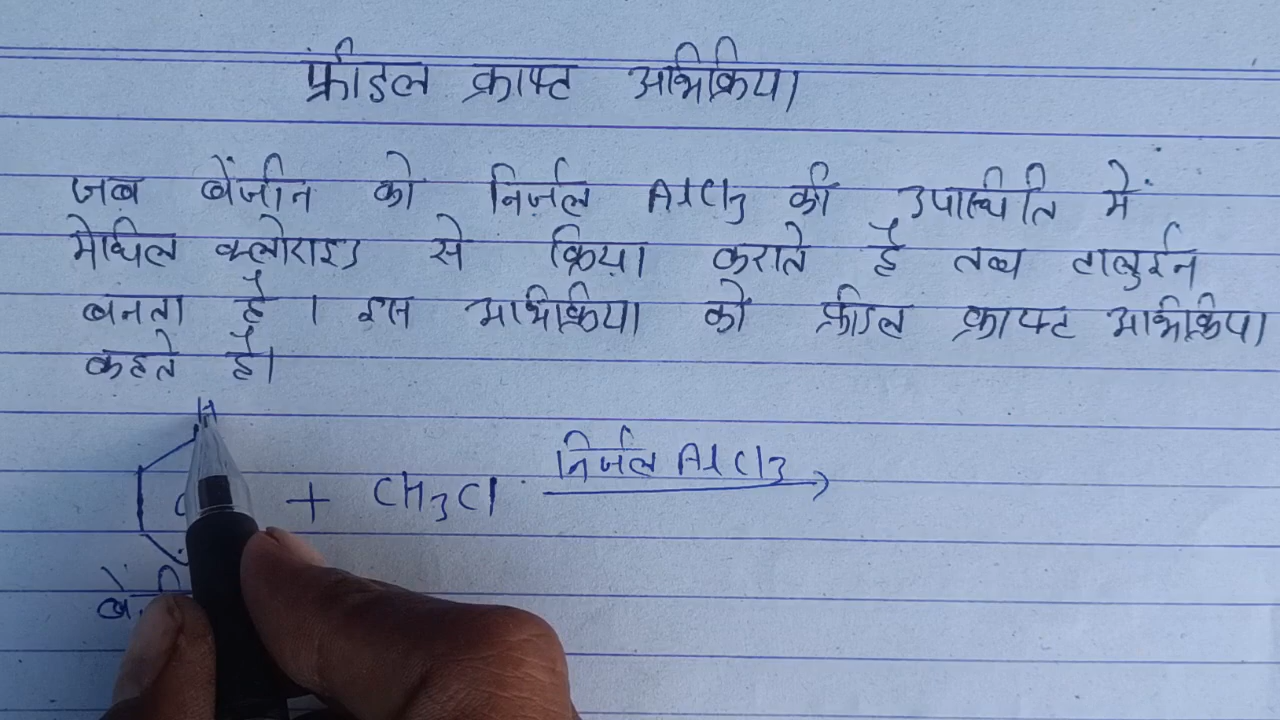 फ्रीडल क्राफ्ट अभिक्रिया
जब बेंजीन को निर्जल AlCl3 की उपस्थिति में
मेथिल क्लोराइड से क्रिया कराते है तब टालुईन
बनता है । इस अभिक्रिया को फ्रीडल क्राफ्ट अभिक्रिया
कहते है।
H
+ CH3Cl निर्जल AlCl3